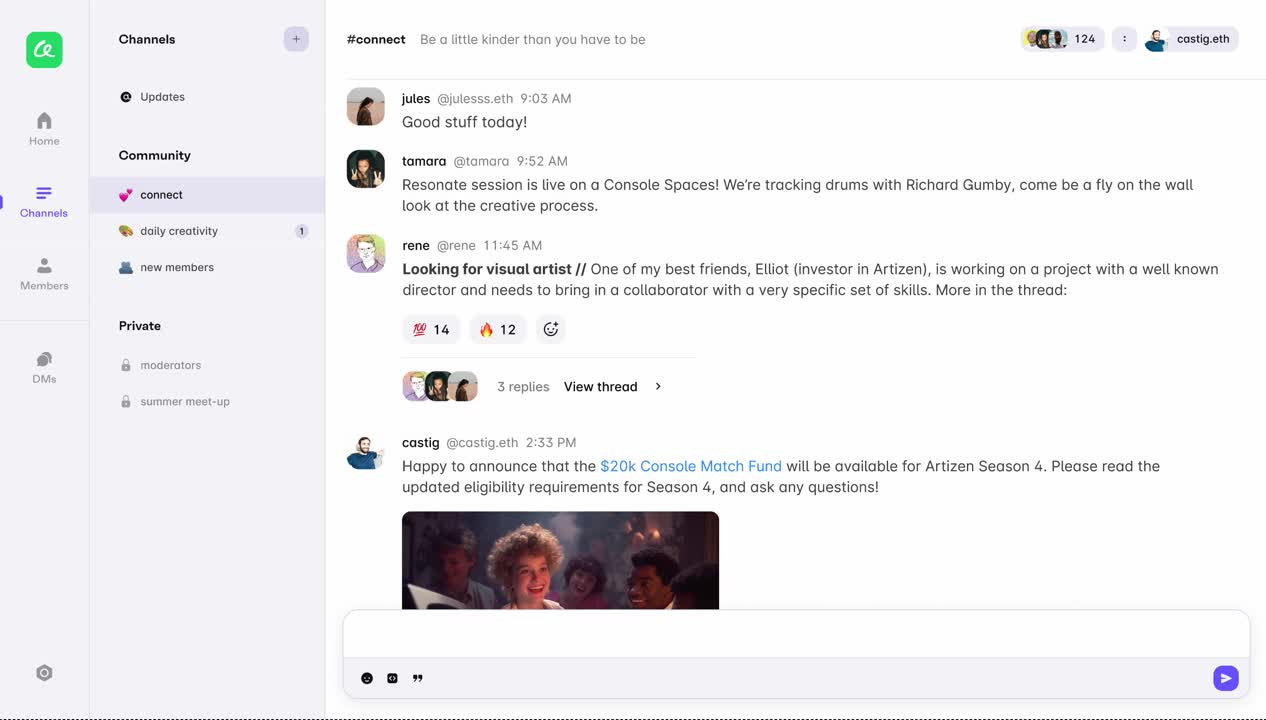 Channels
+
Updates
Community
connect
daily creativity 1
new members
Private
moderators
summer meet-up
Home
Channels
Members
DMs
#connect Be a little kinder than you have to be
124 : castig.eth
jules @julesss.eth 9:03 AM
Good stuff today!
tamara @tamara 9:52 AM
Resonate session is live on a Console Spaces! We're tracking drums with Richard Gumby, come be a fly on the wall
look at the creative process.
rene @rene 11:45 AM
Looking for visual artist // One of my best friends, Elliot (investor in Artizen), is working on a project with a well known
director and needs to bring in a collaborator with a very specific set of skills. More in the thread:
💯 14 🔥 12
3 replies View thread >
castig @castig.eth 2:33 PM
Happy to announce that the $20k Console Match Fund will be available for Artizen Season 4. Please read the
updated eligibility requirements for Season 4, and ask any questions!